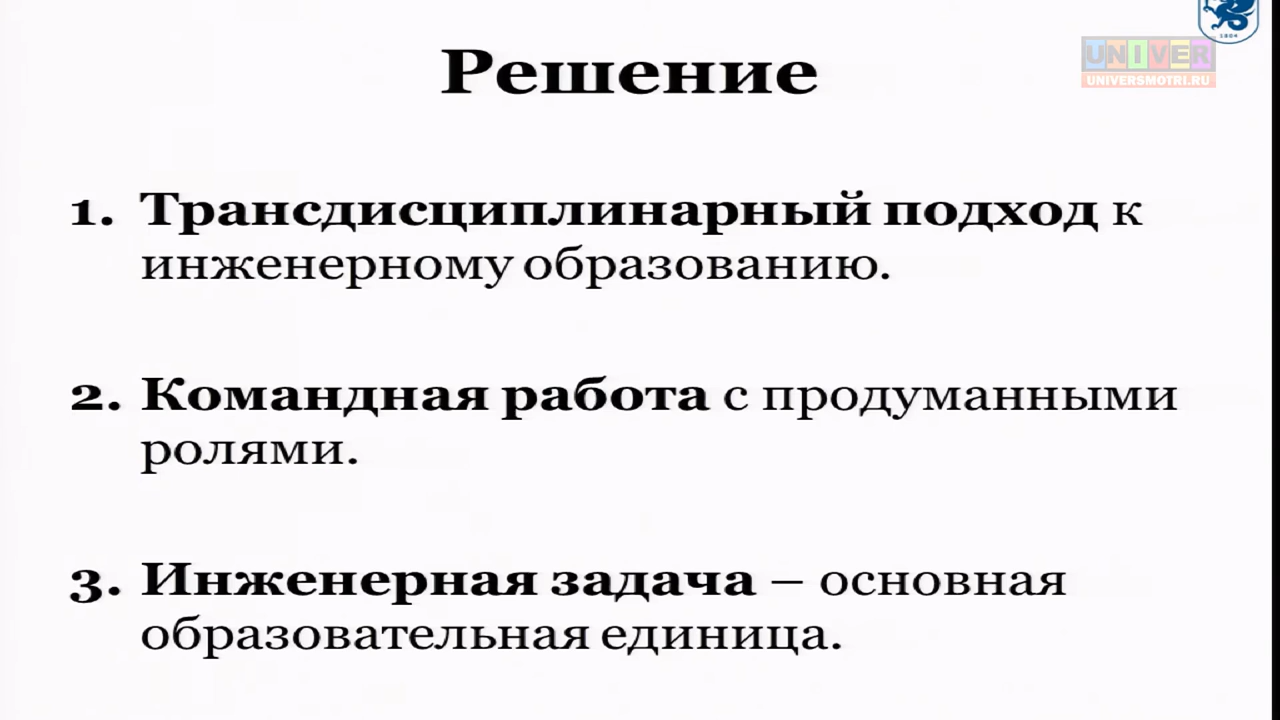 1804
UNIVER
UNIVERSMOTRI.RU
Решение
1. Трансдисциплинарный подход к
инженерному образованию.
2. Командная работа с продуманными
ролями.
3. Инженерная задача – основная
образовательная единица.